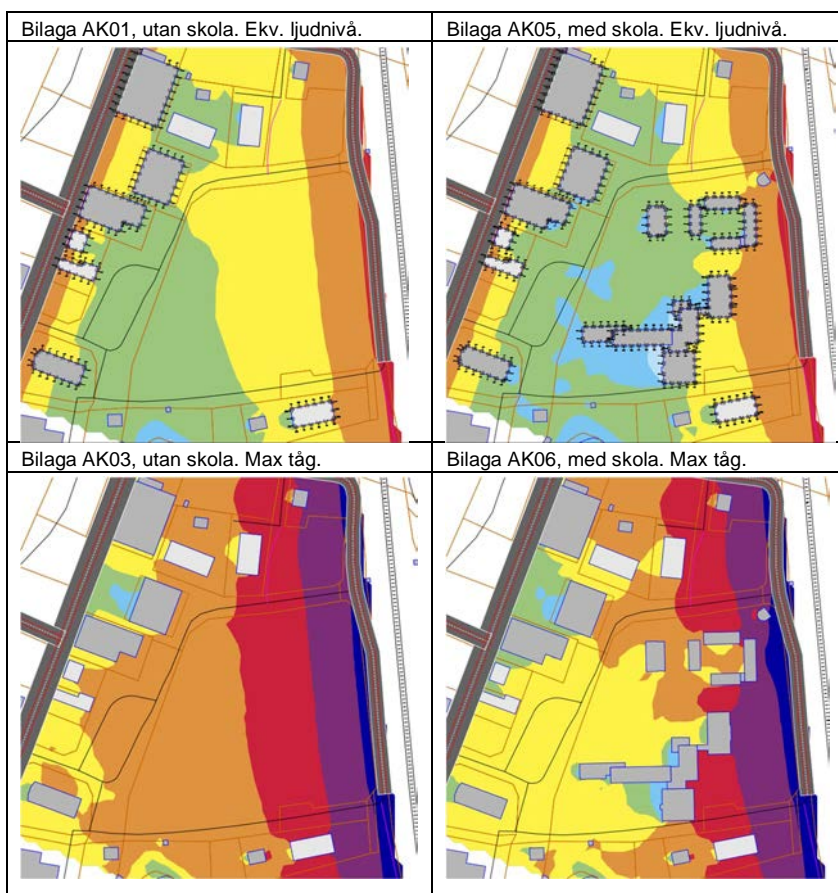 Bilaga AK01, utan skola. Ekv. ljudnivå.
Bilaga AK05, med skola. Ekv. ljudnivå.
Bilaga AK03, utan skola. Max tåg.
Bilaga AK06, med skola. Max tåg.